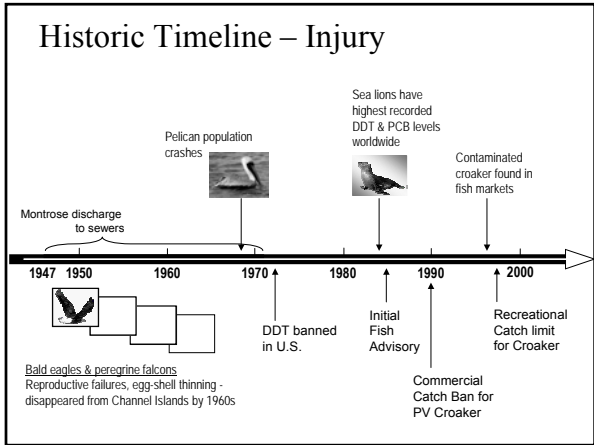 Historic Timeline – Injury
Sea lions have
highest recorded
DDT & PCB levels
worldwide
Pelican population
crashes
Contaminated
croaker found in
fish markets
Montrose discharge
to sewers
1947 1950 1960 1970 1980 1990 2000
DDT banned
in U.S.
Initial
Fish
Advisory
Recreational
Catch limit
for Croaker
Commercial
Catch Ban for
PV Croaker
Bald eagles & peregrine falcons
Reproductive failures, egg-shell thinning -
disappeared from Channel Islands by 1960s